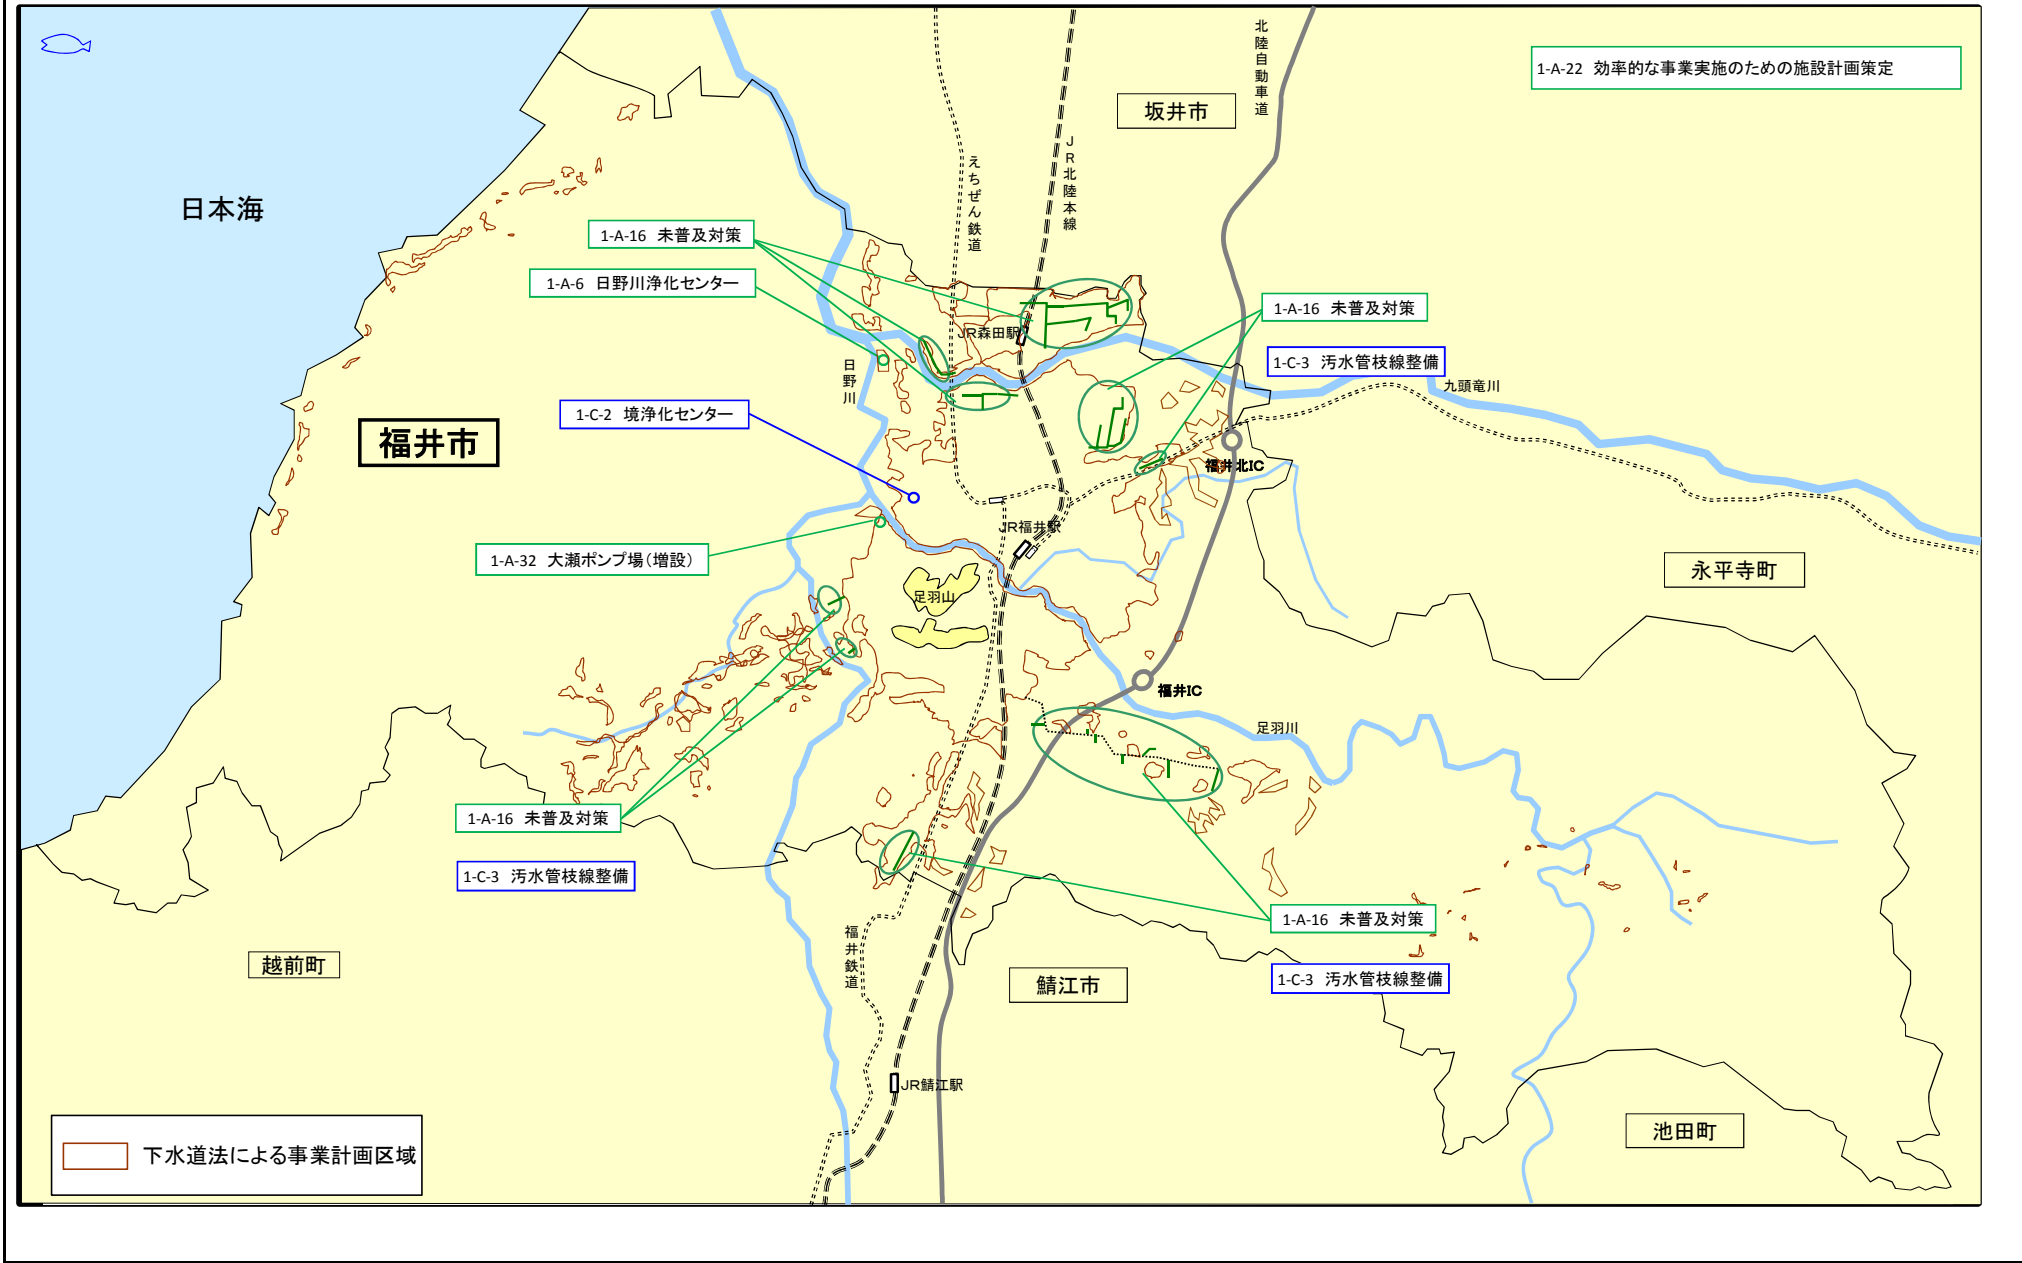 北陸自動車道
1-A-22 効率的な事業実施のための施設計画策定
坂井市
JR北陸本線
えちぜん鉄道
日本海
1-A-16 未普及対策
1-A-6 日野川浄化センター
1-A-16 未普及対策
JR森田駅
1-C-3 汚水管枝線整備
日野川
九頭竜川
1-C-2 境浄化センター
福井市
福井北IC
JR福井駅
1-A-32 大瀬ポンプ場(増設)
永平寺町
足羽山
福井IC
足羽川
1-A-16 未普及対策
1-C-3 汚水管枝線整備
1-A-16 未普及対策
福井鉄道
越前町
鯖江市
1-C-3 汚水管枝線整備
JR鯖江駅
池田町
下水道法による事業計画区域